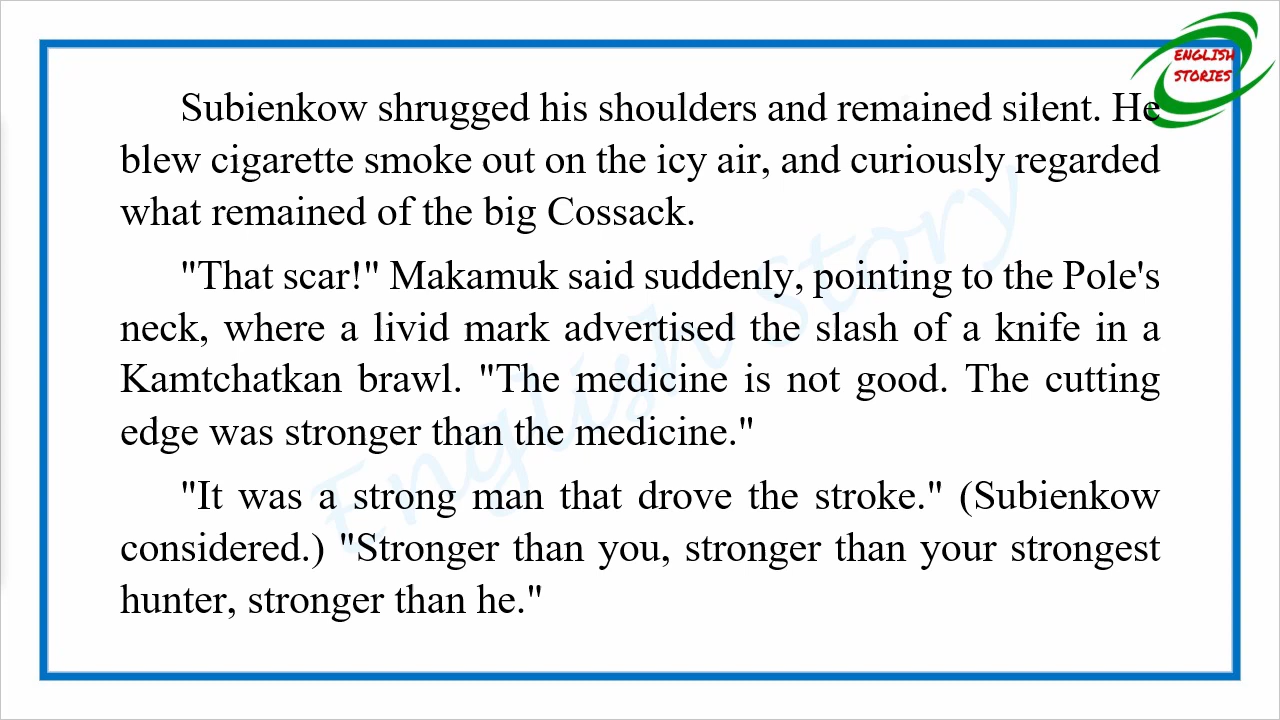 ENGLISH
STORIES
Subienkow shrugged his shoulders and remained silent. He
blew cigarette smoke out on the icy air, and curiously regarded
what remained of the big Cossack.
"That scar!" Makamuk said suddenly, pointing to the Pole's
neck, where a livid mark advertised the slash of a knife in a
Kamtchatkan brawl. "The medicine is not good. The cutting
edge was stronger than the medicine."
"It was a strong man that drove the stroke." (Subienkow
considered.) "Stronger than you, stronger than your strongest
hunter, stronger than he."
English Story